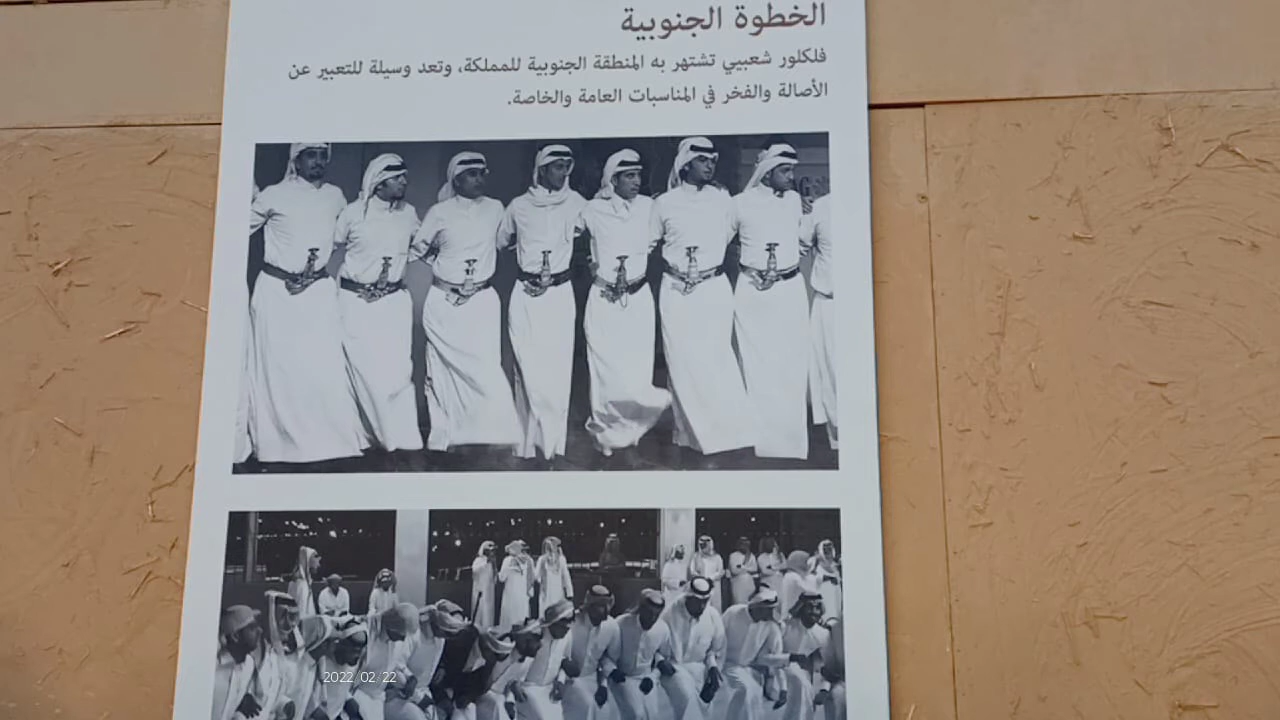 الخطوة الجنوبية
فلكلور شعبيي تشتهر به المنطقة الجنوبية للمملكة، وتعد وسيلة للتعبير عن
الأصالة والفخر في المناسبات العامة والخاصة.
2022 02 22